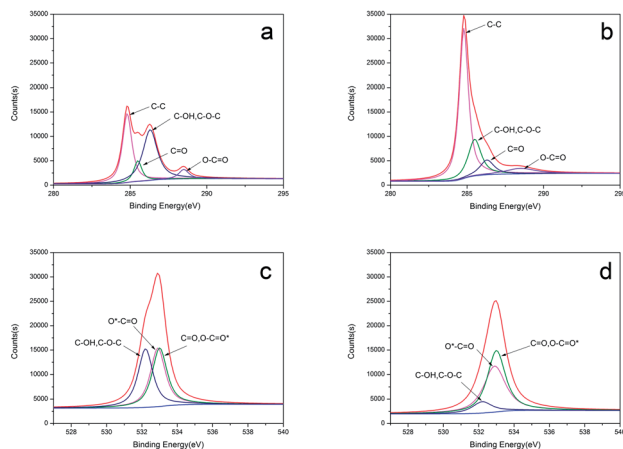 a
35000
30000
25000
20000
15000
10000
5000
0
Counts(s)
C-C
C-OH,C-O-C
C=O
O-C=O
280
285
290
295
Binding Energy(eV)
b
35000
30000
25000
20000
15000
10000
5000
0
Counts(s)
C-C
C-OH,C-O-C
C=O
O-C=O
280
285
290
295
Binding Energy(eV)
c
35000
30000
25000
20000
15000
10000
5000
0
Counts(s)
O*-C=O
C-OH,C-O-C
C=O,O-C=O*
528
530
532
534
536
538
540
Binding Energy(eV)
d
35000
30000
25000
20000
15000
10000
5000
0
Counts(s)
O*-C=O
C=O,O-C=O*
C-OH,C-O-C
528
530
532
534
536
538
540
Binding Energy(eV)